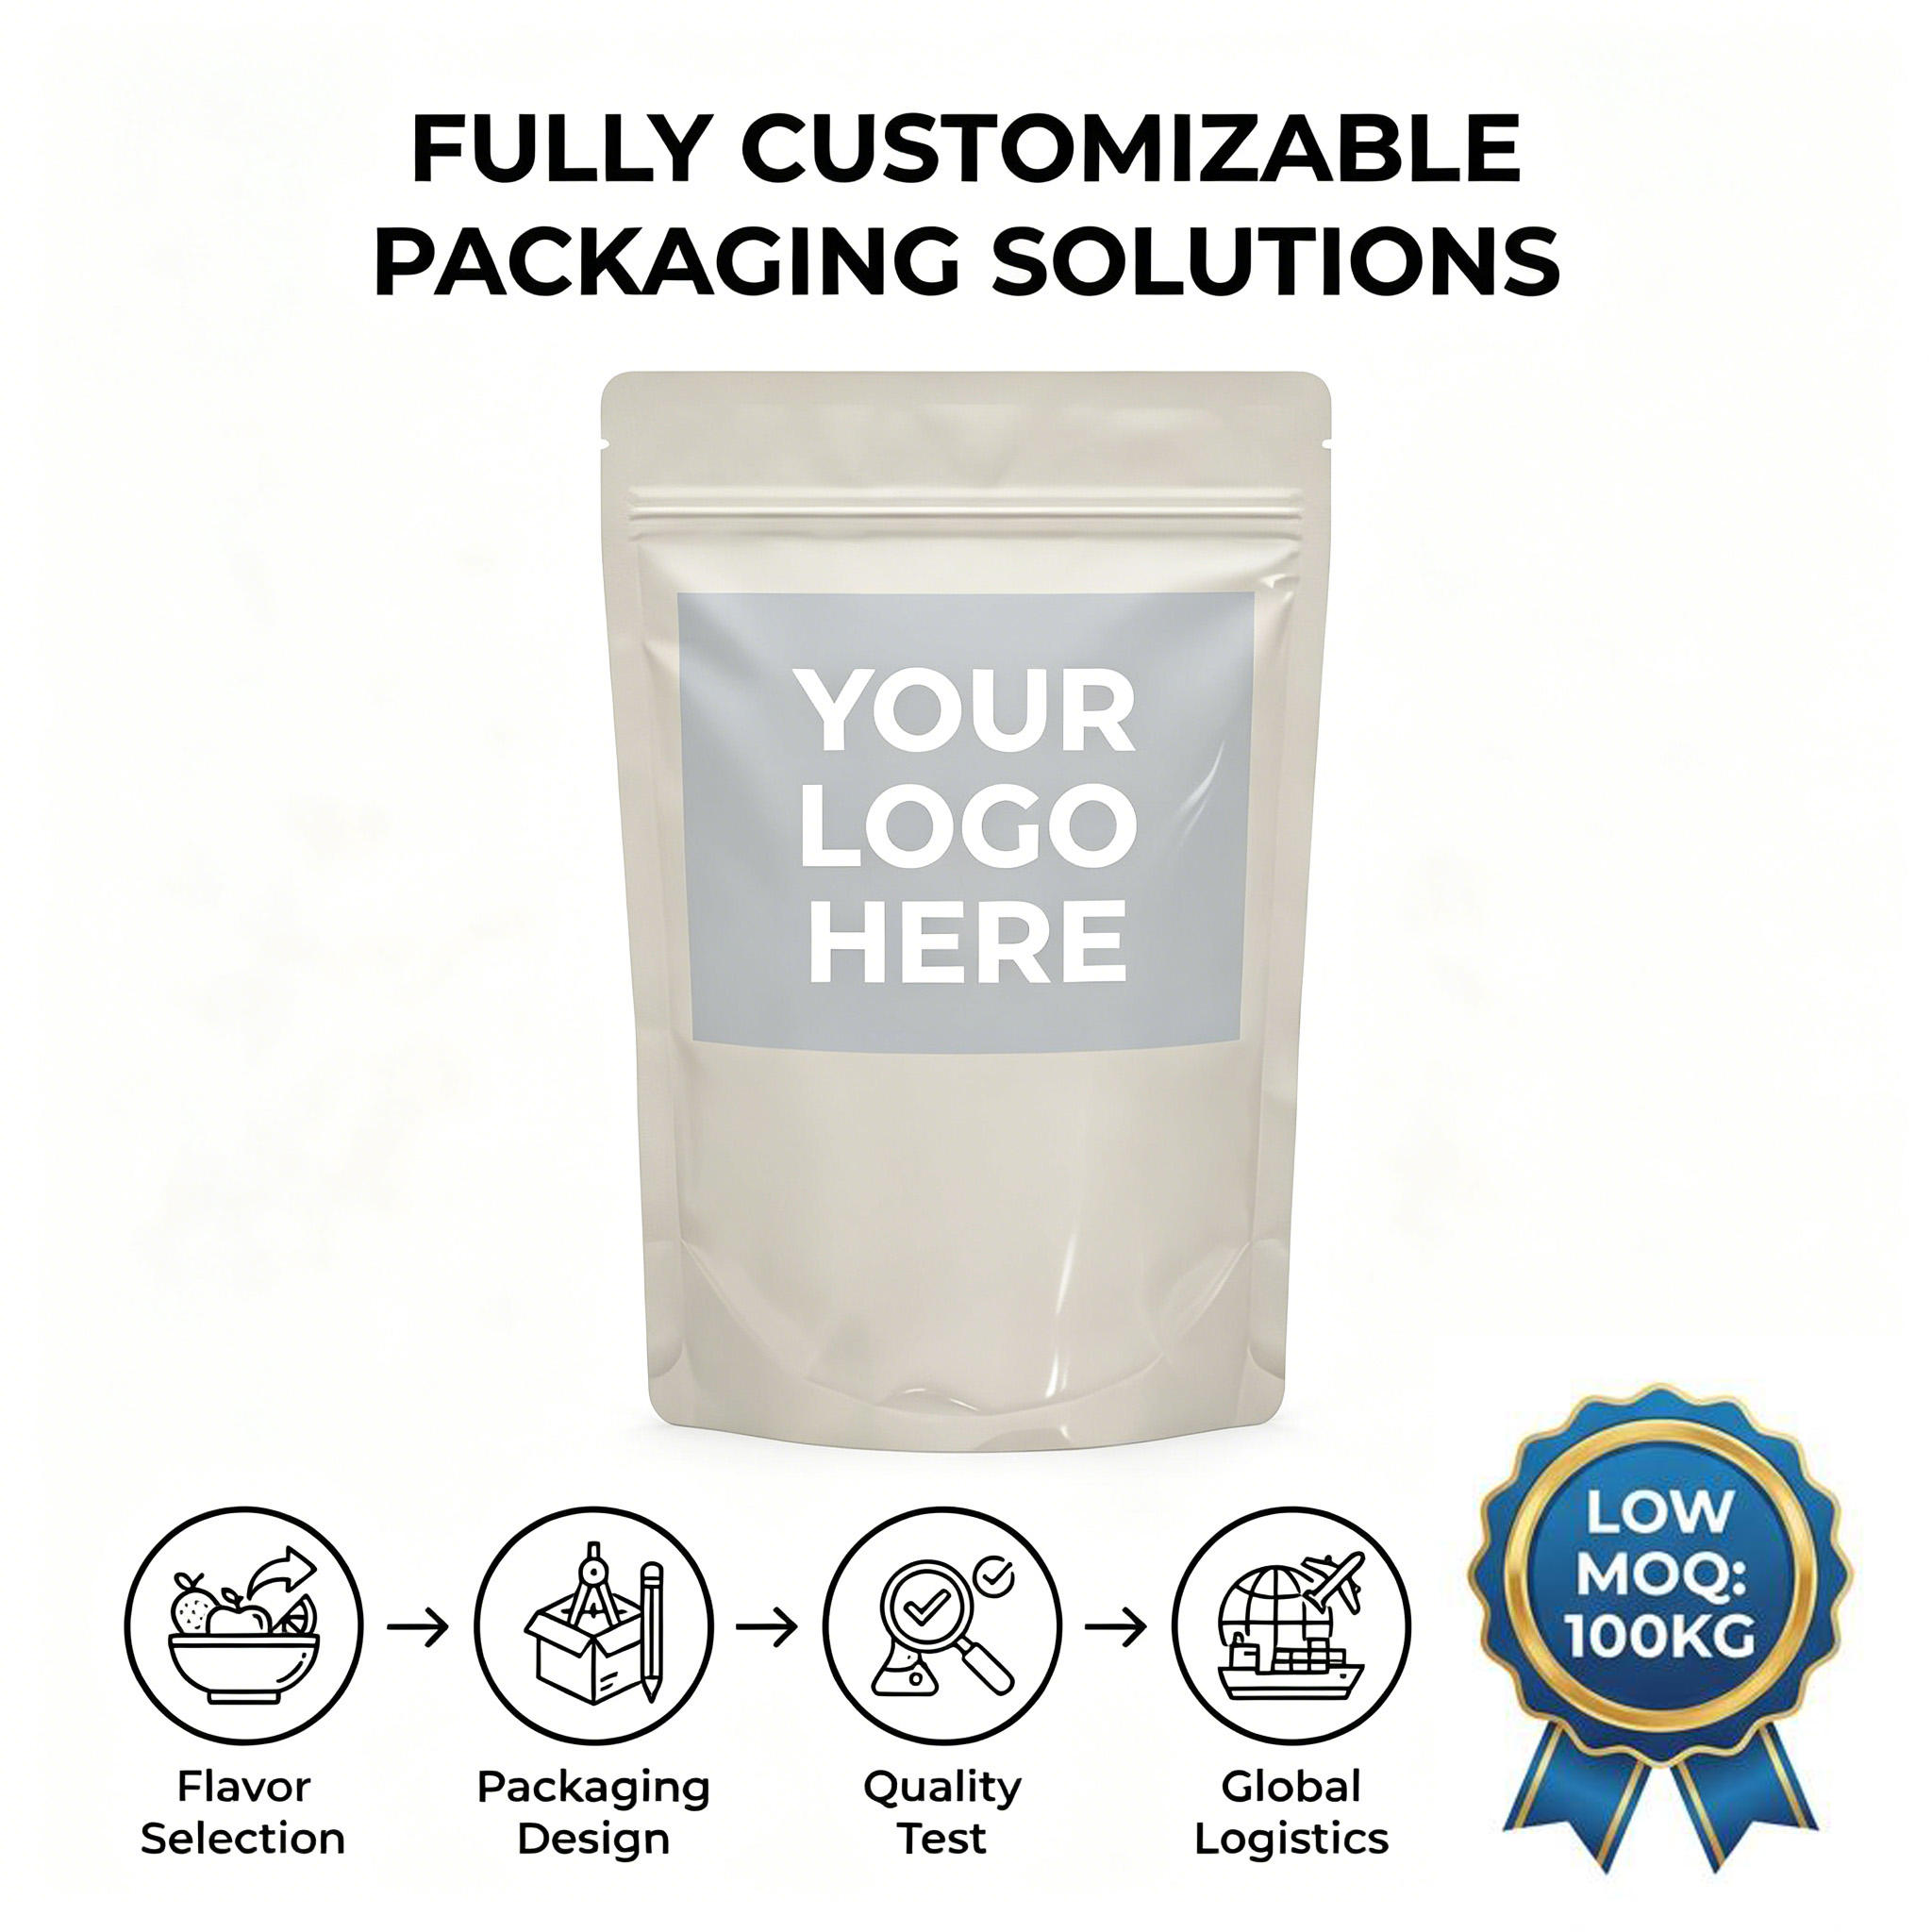 FULLY CUSTOMIZABLE
PACKAGING SOLUTIONS
YOUR
LOGO
HERE
LOW
MOQ:
100KG
Flavor
Selection
Packaging
Design
Quality
Test
Global
Logistics